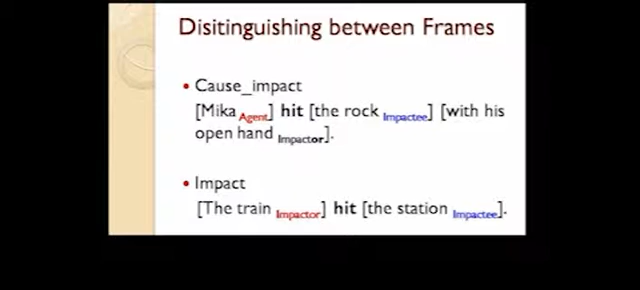 Disitinguishing between Frames
• Cause_impact
[Mika Agent] hit [the rock Impactee] [with his
open hand Impactor].
• Impact
[The train Impactor] hit [the station Impactee].